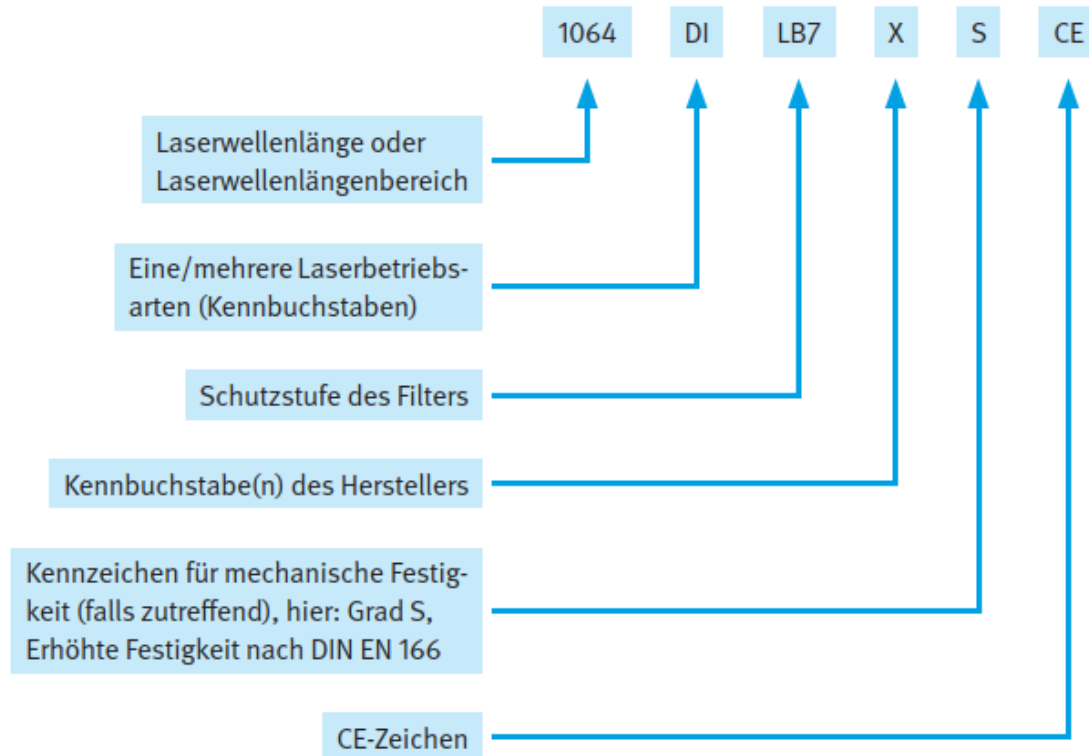 1064 DI LB7 X S CE
Laserwellenlänge oder
Laserwellenlängenbereich
Eine/mehrere Laserbetriebs-
arten (Kennbuchstaben)
Schutzstufe des Filters
Kennbuchstabe(n) des Herstellers
Kennzeichen für mechanische Festig-
keit (falls zutreffend), hier: Grad S,
Erhöhte Festigkeit nach DIN EN 166
CE-Zeichen